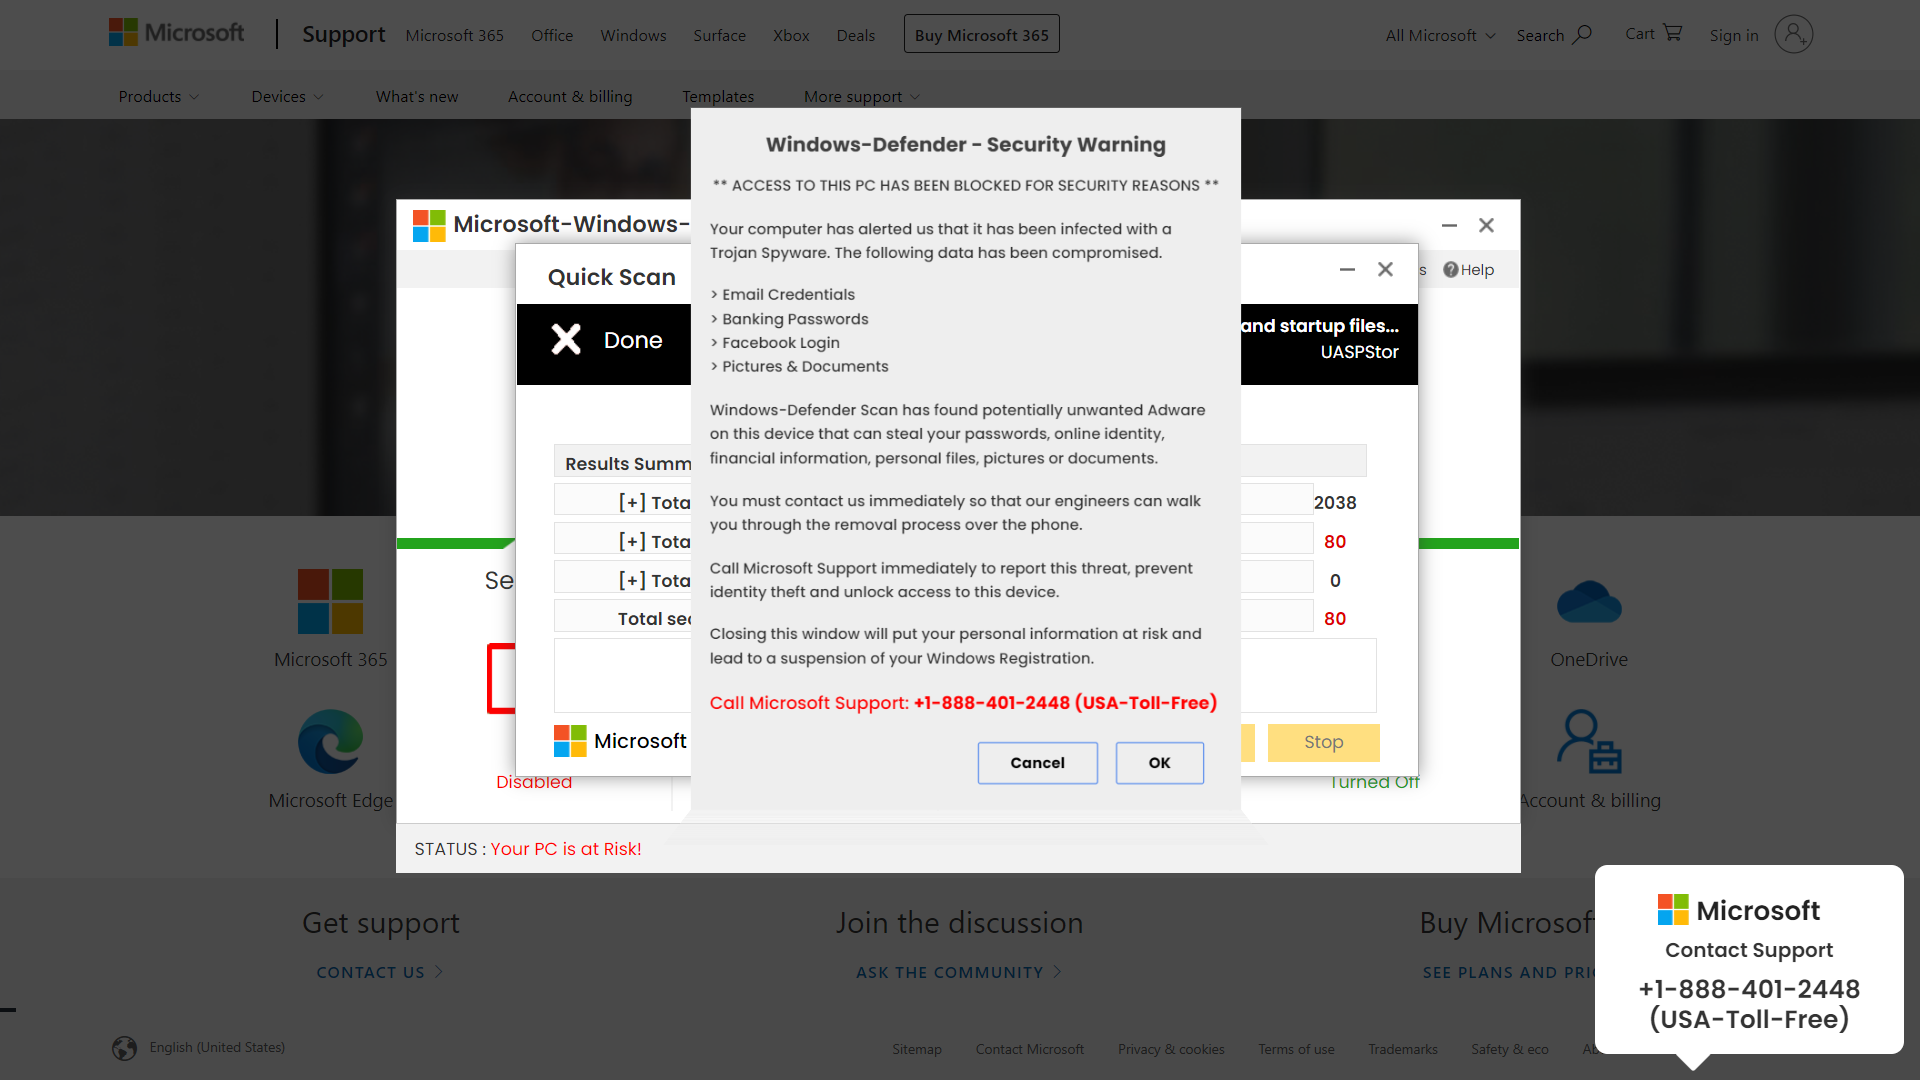 Microsoft
Support
Microsoft 365
Office
Windows
Surface
Xbox
Deals
Buy Microsoft 365
All Microsoft
Search
Cart
Sign in
Products
Devices
What's new
Account & billing
Templates
More support
Microsoft-Windows-
Help
Quick Scan
Done
and startup files...
UASPStor
Results Summ
[+] Tota
2038
[+] Tota
80
[+] Tota
0
Total sec
80
Microsoft
Stop
Se
Disabled
Turned Off
STATUS : Your PC is at Risk!
Windows-Defender - Security Warning
** ACCESS TO THIS PC HAS BEEN BLOCKED FOR SECURITY REASONS **
Your computer has alerted us that it has been infected with a
Trojan Spyware. The following data has been compromised.
> Email Credentials
> Banking Passwords
> Facebook Login
> Pictures & Documents
Windows-Defender Scan has found potentially unwanted Adware
on this device that can steal your passwords, online identity,
financial information, personal files, pictures or documents.
You must contact us immediately so that our engineers can walk
you through the removal process over the phone.
Call Microsoft Support immediately to report this threat, prevent
identity theft and unlock access to this device.
Closing this window will put your personal information at risk and
lead to a suspension of your Windows Registration.
Call Microsoft Support: +1-888-401-2448 (USA-Toll-Free)
Cancel
OK
Microsoft 365
OneDrive
Microsoft Edge
Account & billing
Get support
Join the discussion
Buy Microsof
CONTACT US
ASK THE COMMUNITY
SEE PLANS AND PRI
Microsoft
Contact Support
+1-888-401-2448
(USA-Toll-Free)
English (United States)
Sitemap
Contact Microsoft
Privacy & cookies
Terms of use
Trademarks
Safety & eco